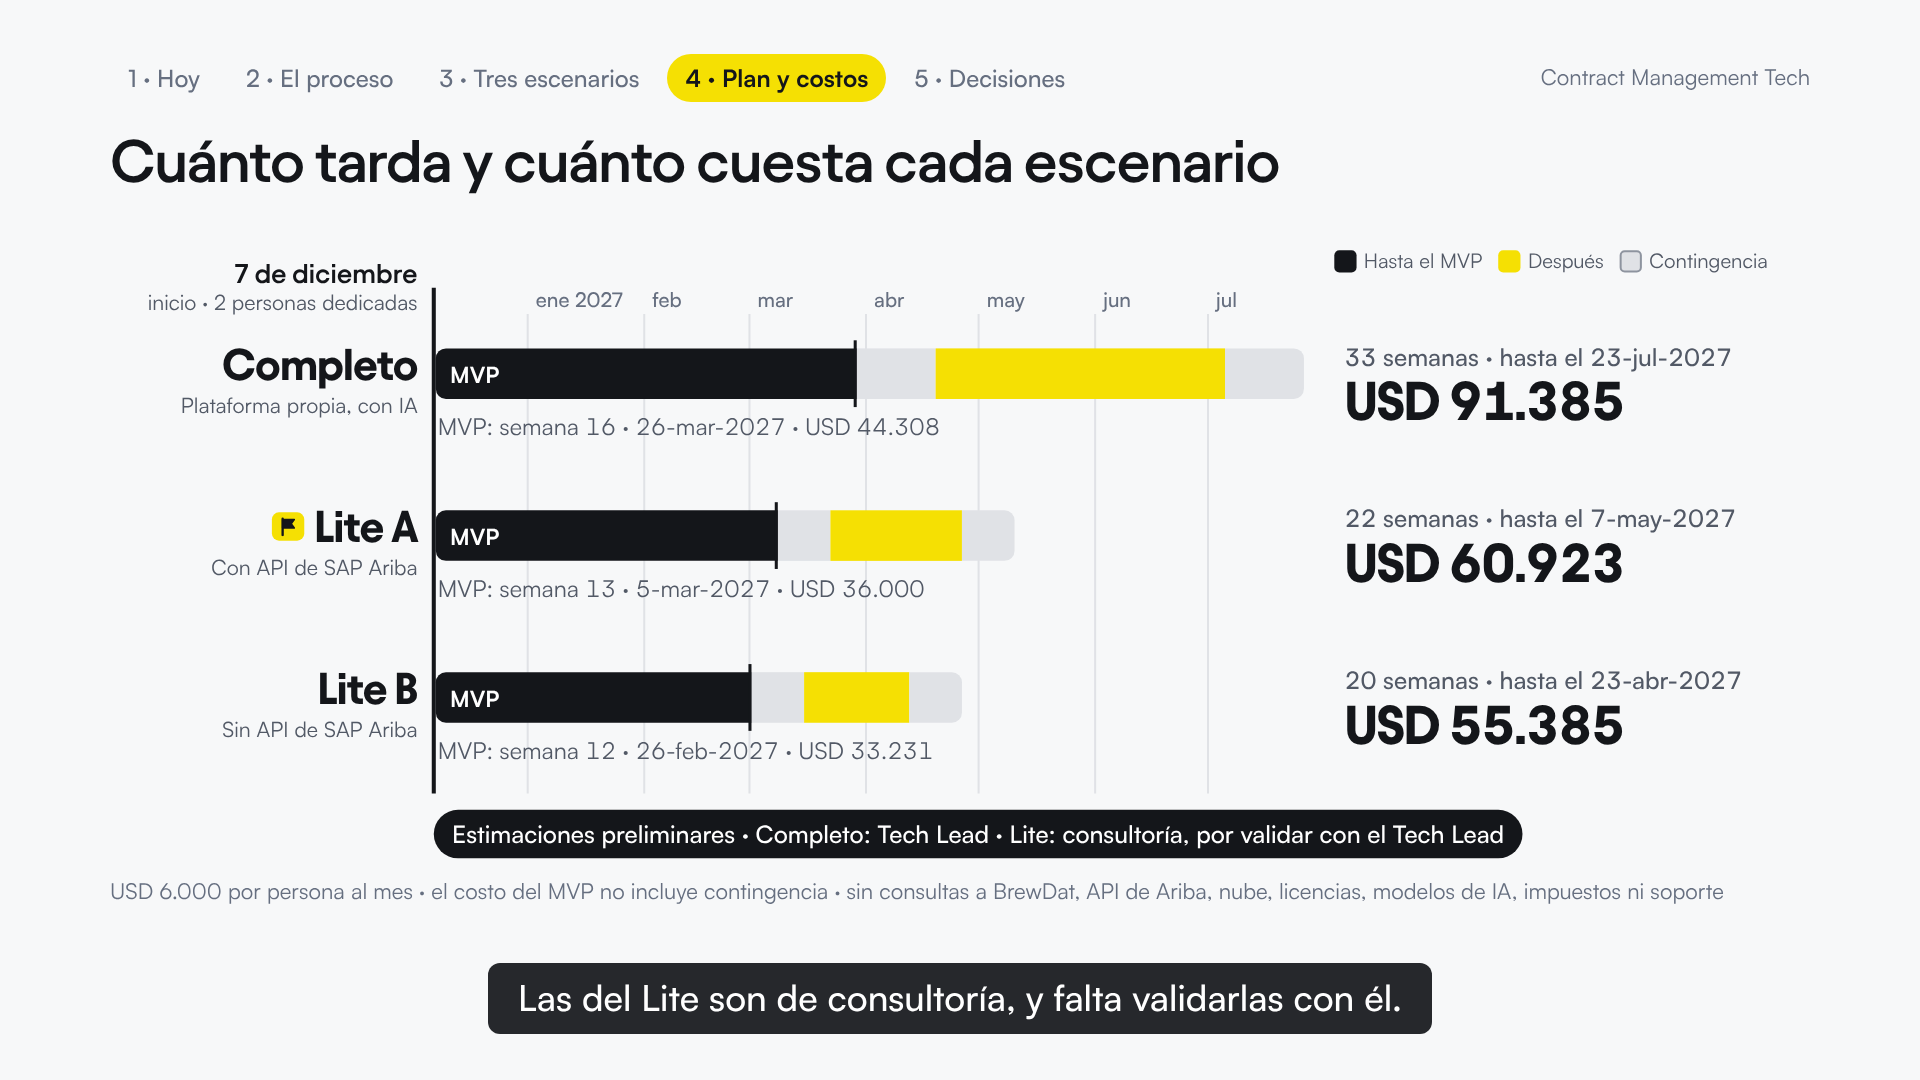 1 · Hoy
2 · El proceso
3 · Tres escenarios
4 · Plan y costos
5 · Decisiones
Contract Management Tech
Cuánto tarda y cuánto cuesta cada escenario
Hasta el MVP
Después
Contingencia
7 de diciembre
inicio · 2 personas dedicadas
ene 2027
feb
mar
abr
may
jun
jul
Completo
Plataforma propia, con IA
MVP
MVP: semana 16 · 26-mar-2027 · USD 44.308
33 semanas · hasta el 23-jul-2027
USD 91.385
Lite A
Con API de SAP Ariba
MVP
MVP: semana 13 · 5-mar-2027 · USD 36.000
22 semanas · hasta el 7-may-2027
USD 60.923
Lite B
Sin API de SAP Ariba
MVP
MVP: semana 12 · 26-feb-2027 · USD 33.231
20 semanas · hasta el 23-abr-2027
USD 55.385
Estimaciones preliminares · Completo: Tech Lead · Lite: consultoría, por validar con el Tech Lead
USD 6.000 por persona al mes · el costo del MVP no incluye contingencia · sin consultas a BrewDat, API de Ariba, nube, licencias, modelos de IA, impuestos ni soporte
Las del Lite son de consultoría, y falta validarlas con él.